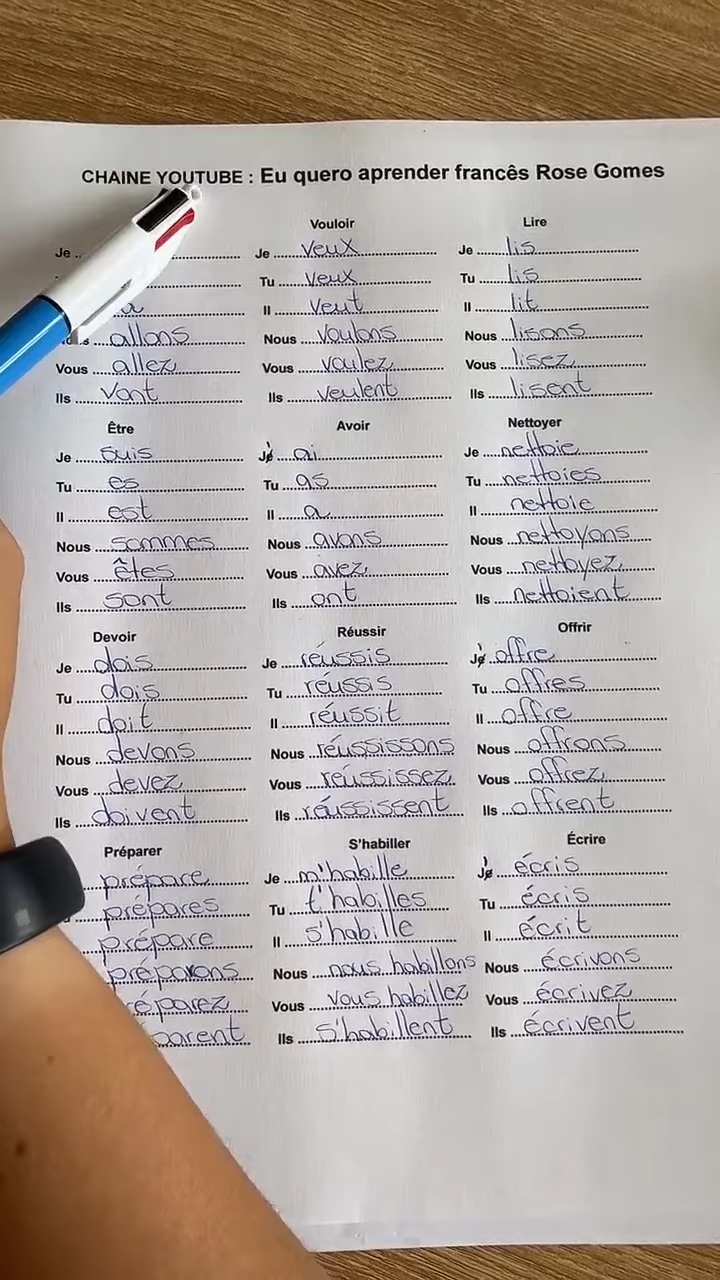 CHAINE YOUTUBE : Eu quero aprender francês Rose Gomes
Je
a
allons
Vous allez
Ils vont
Vouloir
Je veux
Tu veux
Il veut
Nous voulons
Vous voulez
Ils veulent
Lire
Je lis
Tu lis
Il lit
Nous lisons
Vous lisez
Ils lisent
Être
Je suis
Tu es
Il est
Nous sommes
Vous êtes
Ils sont
Avoir
J' ai
Tu as
Il a
Nous avons
Vous avez
Ils ont
Nettoyer
Je nettoie
Tu nettoies
Il nettoie
Nous nettoyons
Vous nettoyez
Ils nettoient
Devoir
Je dois
Tu dois
Il doit
Nous devons
Vous devez
Ils doivent
Réussir
Je réussis
Tu réussis
Il réussit
Nous réussissons
Vous réussissez
Ils réussissent
Offrir
J' offre
Tu offres
Il offre
Nous offrons
Vous offrez
Ils offrent
Préparer
prépare
prépares
prépare
préparons
éparez
parent
S'habiller
Je m'habille
Tu t'habilles
Il s'habille
Nous nous habillons
Vous vous habillez
Ils s'habillent
Écrire
J' écris
Tu écris
Il écrit
Nous écrivons
Vous écrivez
Ils écrivent